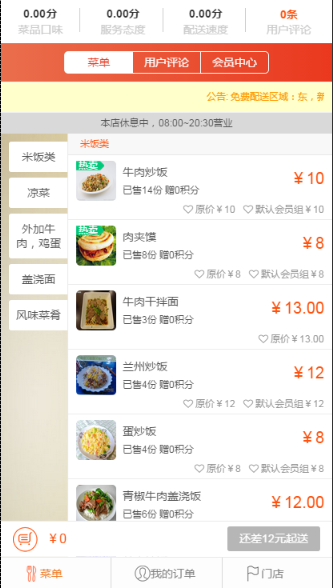 0.00分 0.00分 0.00分 0条
菜品口味 服务态度 配送速度 用户评论
菜单 用户评论 会员中心
公告: 免费配送区域：东，
本店休息中，08:00~20:30营业
米饭类
凉菜
外加牛
肉，鸡蛋
盖浇面
风味菜肴
米饭类
热卖
牛肉炒饭
已售14份 赠0积分
￥10
原价￥10 默认会员组￥10
热卖
肉夹馍
已售8份 赠0积分
￥8
原价￥8 默认会员组￥8
牛肉干拌面
已售3份 赠0积分
￥13.00
原价￥13.00
兰州炒饭
已售4份 赠0积分
￥12
原价￥12 默认会员组￥12
蛋炒饭
已售4份 赠0积分
￥8
原价￥8 默认会员组￥8
青椒牛肉盖浇饭
已售6份 赠0积分
￥12.00
￥0
还差12元起送
菜单 我的订单 门店